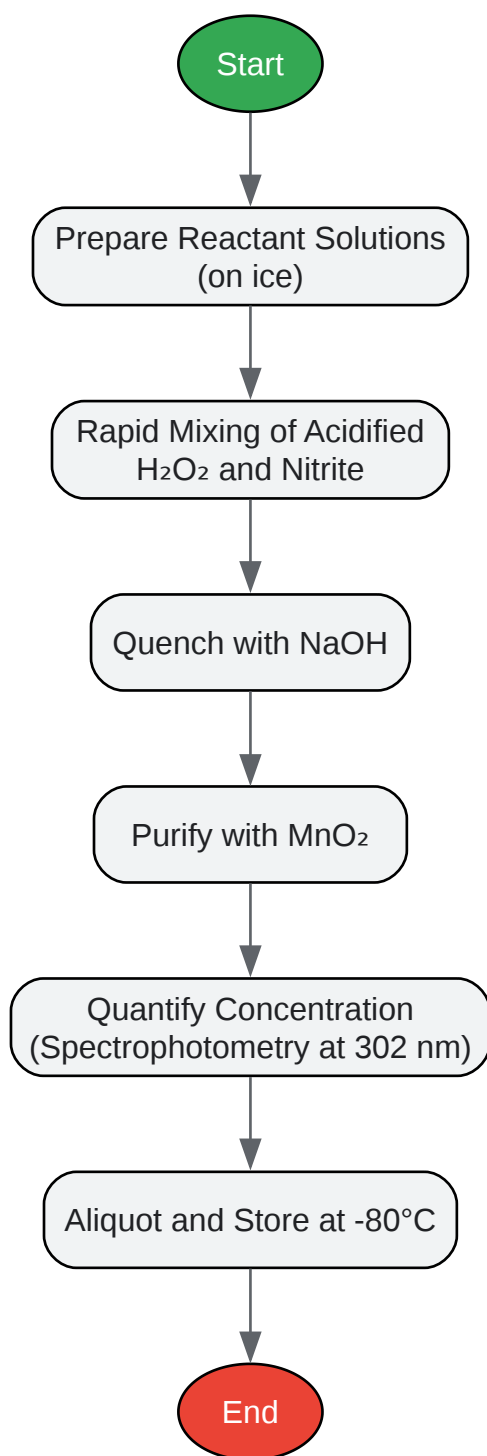 Start
Prepare Reactant Solutions
(on ice)
Rapid Mixing of Acidified
H₂O₂ and Nitrite
Quench with NaOH
Purify with MnO₂
Quantify Concentration
(Spectrophotometry at 302 nm)
Aliquot and Store at -80°C
End